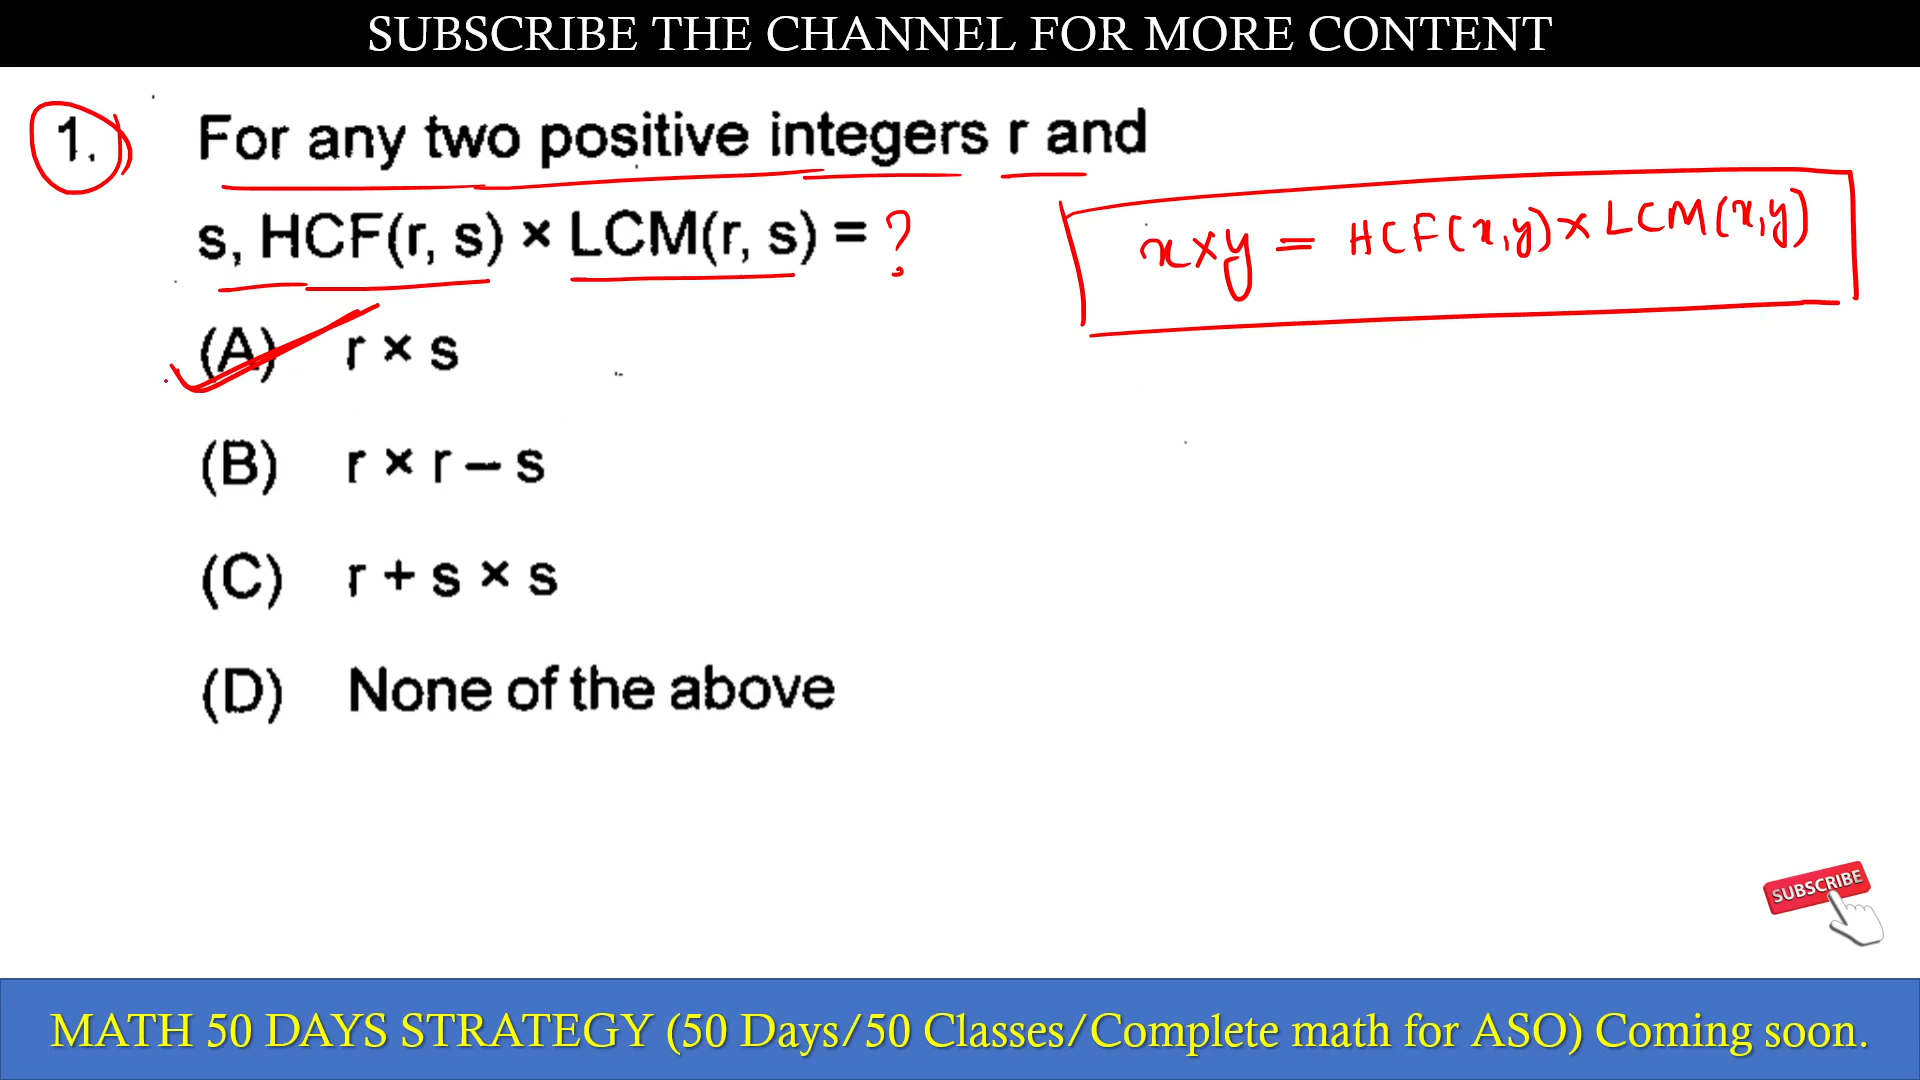 SUBSCRIBE THE CHANNEL FOR MORE CONTENT
1. For any two positive integers r and
s, HCF(r, s) × LCM(r, s) = ?
x × y = HCF(x,y) × LCM(x,y)
(A) r × s
(B) r × r – s
(C) r + s × s
(D) None of the above
SUBSCRIBE
MATH 50 DAYS STRATEGY (50 Days/50 Classes/Complete math for ASO) Coming soon.